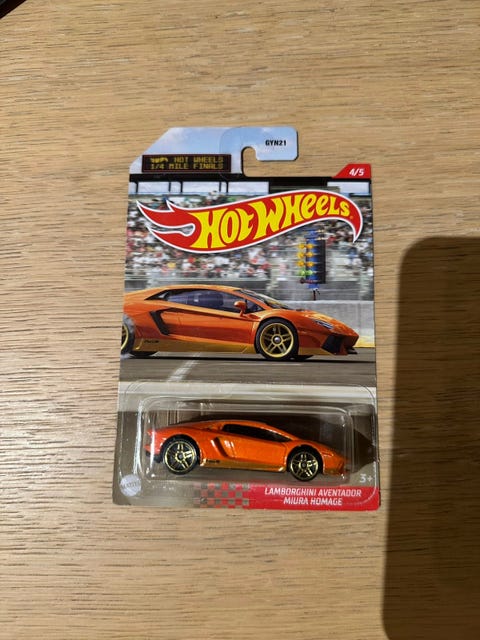 GYN21
HOT WHEELS
1/4 MILE FINALS
4/5
HOT WHEELS
3+
LAMBORGHINI AVENTADOR
MIURA HOMAGE